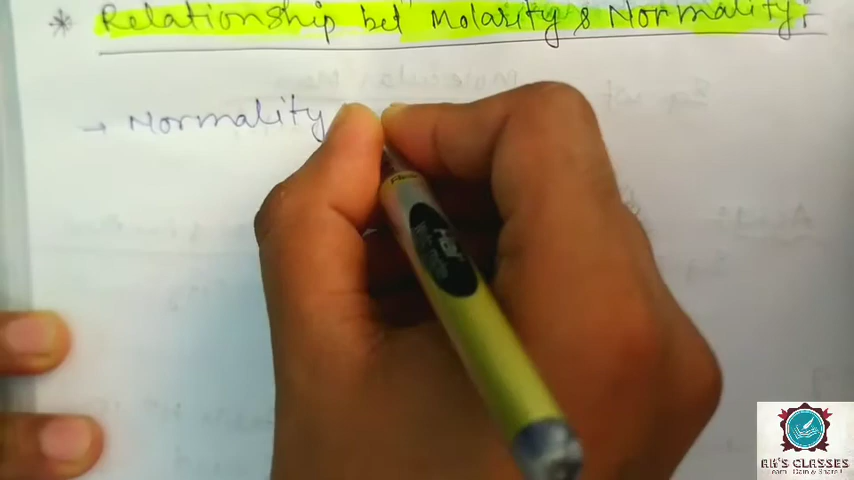 * Relationship bet Molarity & Normality:
→ Normality
RK'S CLASSES